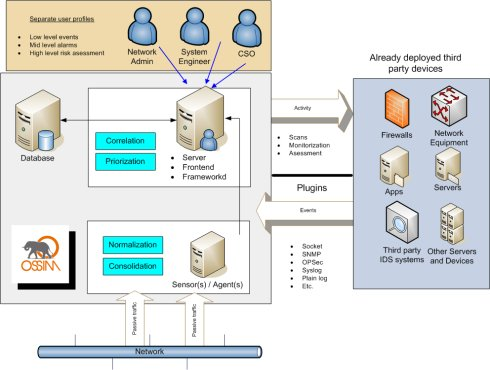 Separate user profiles
• Low level events
• Mid level alarms
• High level risk assessment
Network
Admin
System
Engineer
CSO
Already deployed third
party devices
Database
Correlation
Priorization
• Server
• Frontend
• Frameworkd
Activity
• Scans
• Monitorization
• Asessment
Plugins
Events
• Socket
• SNMP
• OPSec
• Syslog
• Plain log
• Etc.
Firewalls
Network
Equipment
Apps
Servers
Third party
IDS systems
Other Servers
and Devices
OSSIM
Normalization
Consolidation
Sensor(s) / Agent(s)
Passive traffic
Passive traffic
Network